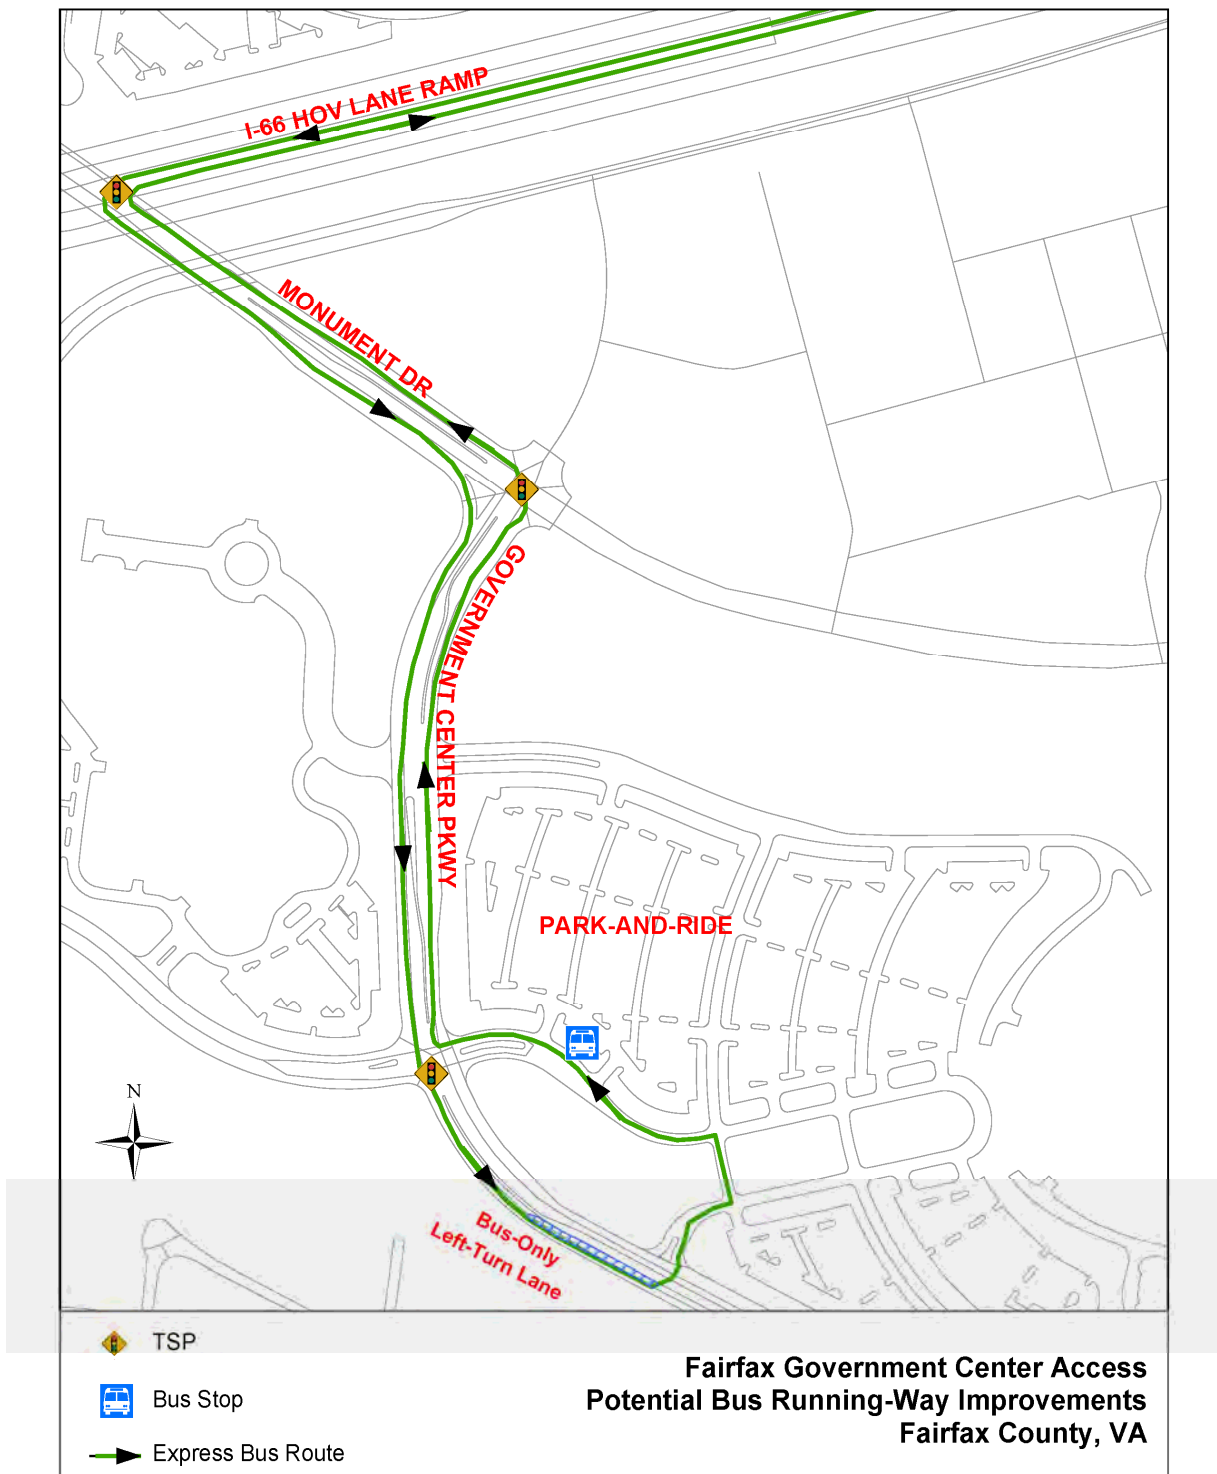 I-66 HOV LANE RAMP
MONUMENT DR
GOVERNMENT CENTER PKWY
PARK-AND-RIDE
N
Bus-Only
Left-Turn Lane
TSP
Bus Stop
Express Bus Route
Fairfax Government Center Access
Potential Bus Running-Way Improvements
Fairfax County, VA